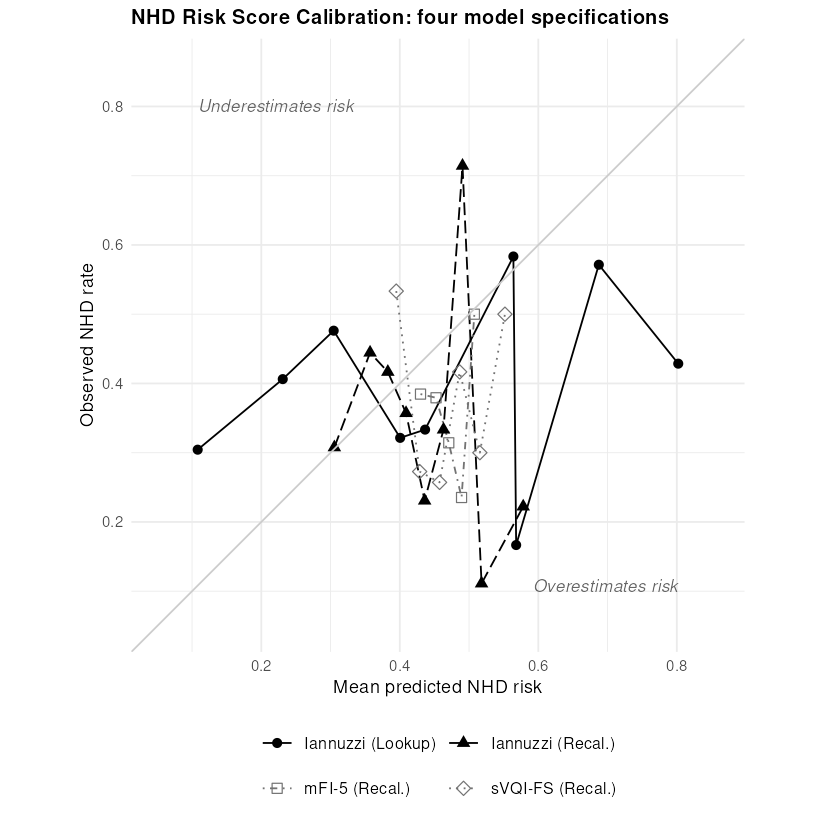 NHD Risk Score Calibration: four model specifications
Underestimates risk
Overestimates risk
Observed NHD rate
0.8
0.6
0.4
0.2
0.2 0.4 0.6 0.8
Mean predicted NHD risk
Iannuzzi (Lookup) Iannuzzi (Recal.)
mFI-5 (Recal.) sVQI-FS (Recal.)